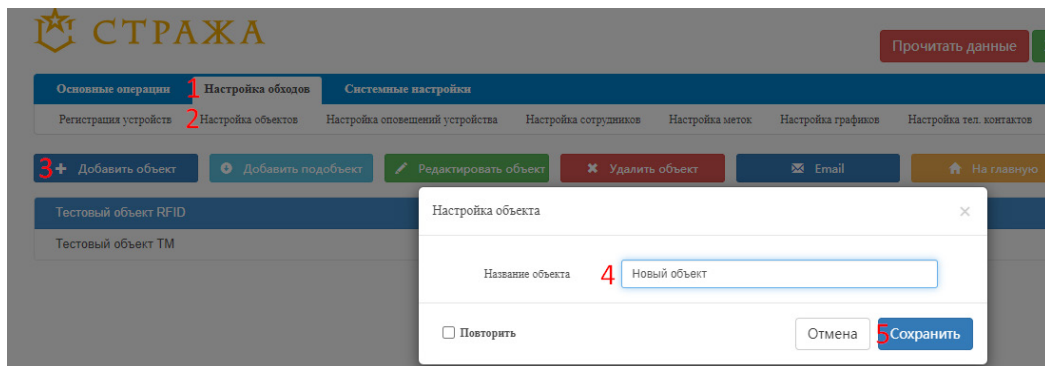 СТРАЖА
Прочитать данные
Основные операции 1 Настройка обходов Системные настройки
Регистрация устройств 2 Настройка объектов Настройка оповещений устройства Настройка сотрудников Настройка меток Настройка графиков Настройка тел. контактов
3 + Добавить объект Добавить подобъект Редактировать объект Удалить объект Email На главную
Тестовый объект RFID
Тестовый объект TM
Настройка объекта ×
Название объекта 4 Новый объект
Повторить Отмена 5 Сохранить